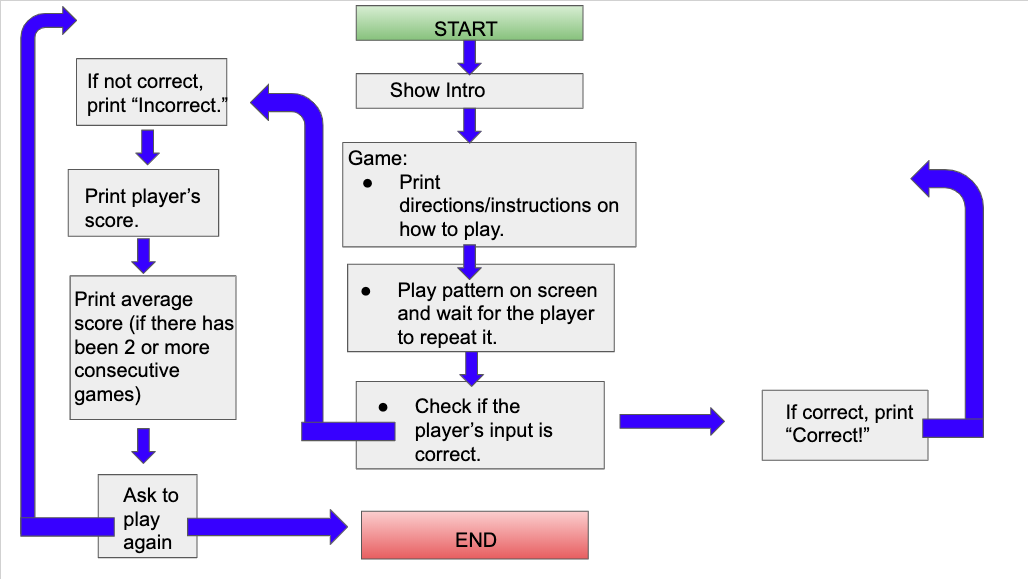 START
Show Intro
Game:
● Print
directions/instructions on
how to play.
● Play pattern on screen
and wait for the player
to repeat it.
● Check if the
player’s input is
correct.
If correct, print
“Correct!”
If not correct,
print “Incorrect.”
Print player’s
score.
Print average
score (if there has
been 2 or more
consecutive
games)
Ask to
play
again
END